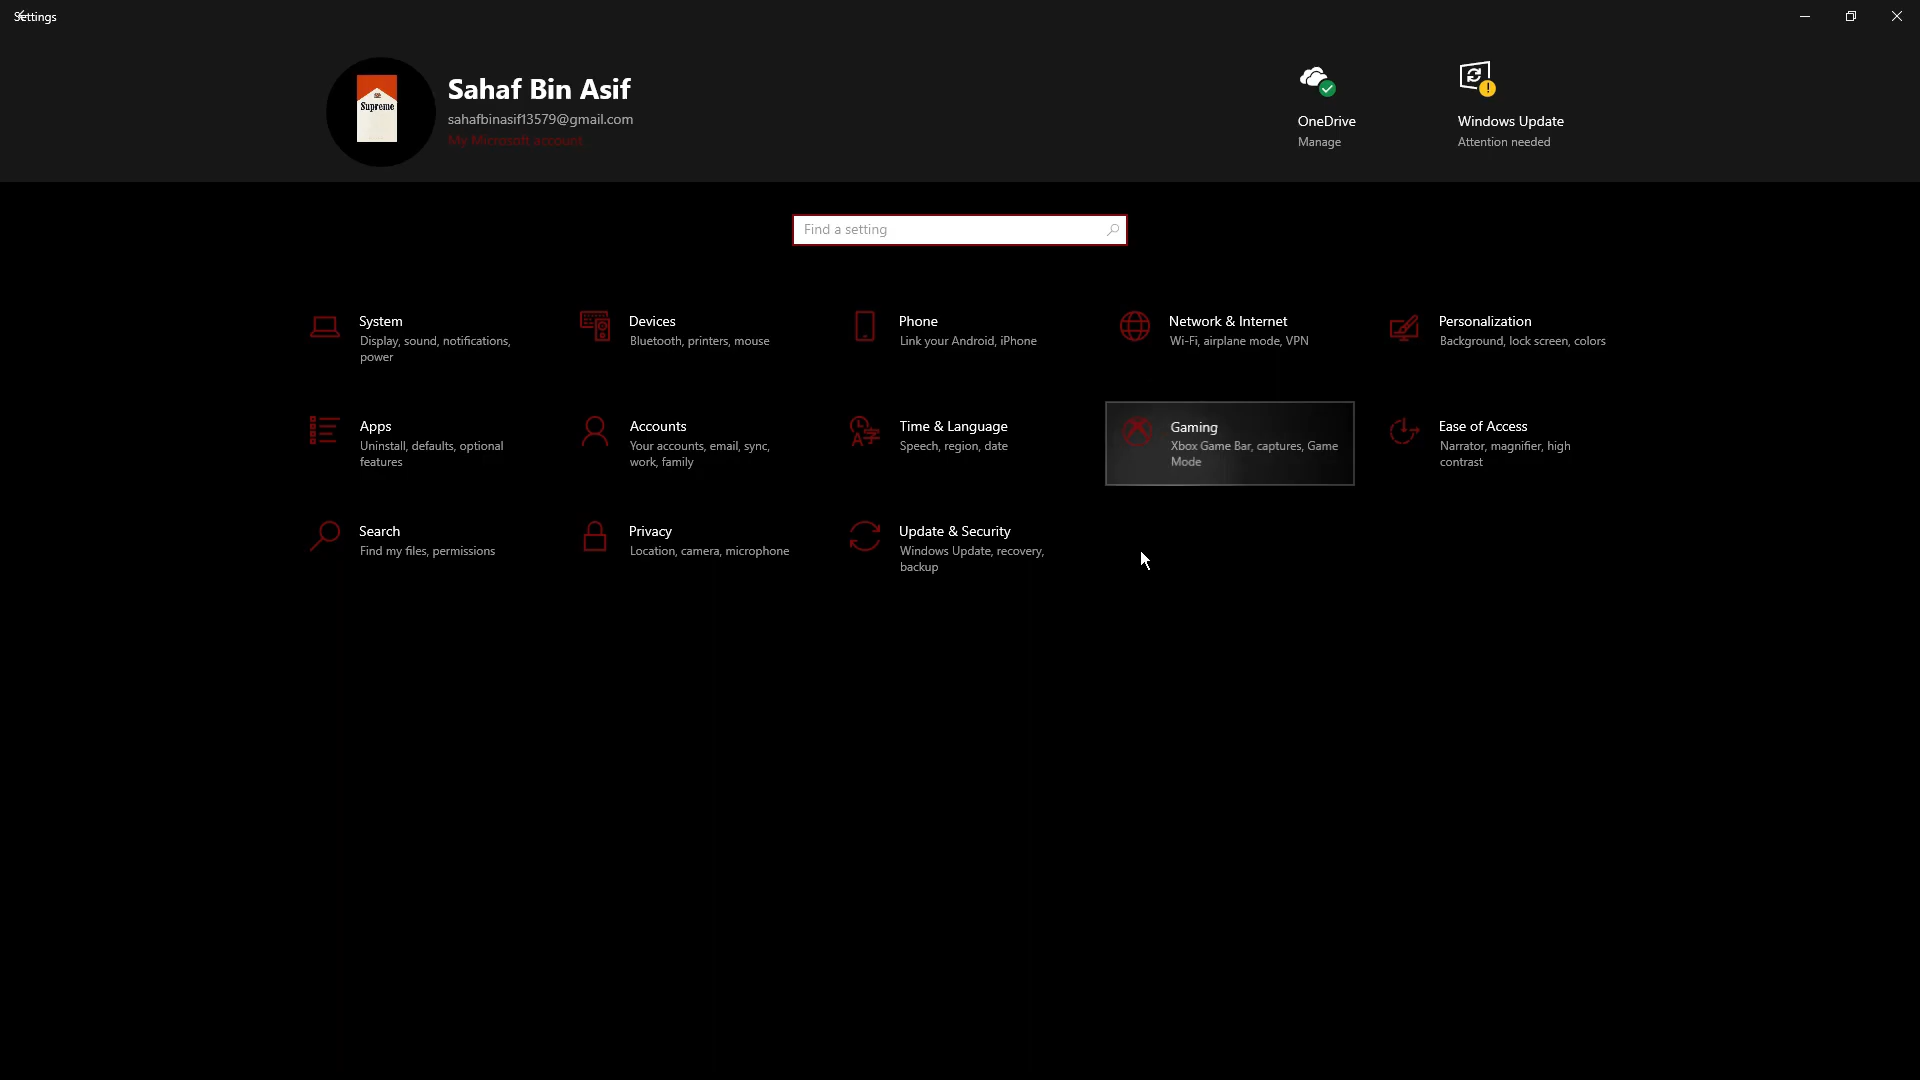 Settings
Supreme
Sahaf Bin Asif
sahafbinasif13579@gmail.com
My Microsoft account
OneDrive
Manage
Windows Update
Attention needed
Find a setting
System
Display, sound, notifications,
power
Devices
Bluetooth, printers, mouse
Phone
Link your Android, iPhone
Network & Internet
Wi-Fi, airplane mode, VPN
Personalization
Background, lock screen, colors
Apps
Uninstall, defaults, optional
features
Accounts
Your accounts, email, sync,
work, family
Time & Language
Speech, region, date
Gaming
Xbox Game Bar, captures, Game
Mode
Ease of Access
Narrator, magnifier, high
contrast
Search
Find my files, permissions
Privacy
Location, camera, microphone
Update & Security
Windows Update, recovery,
backup